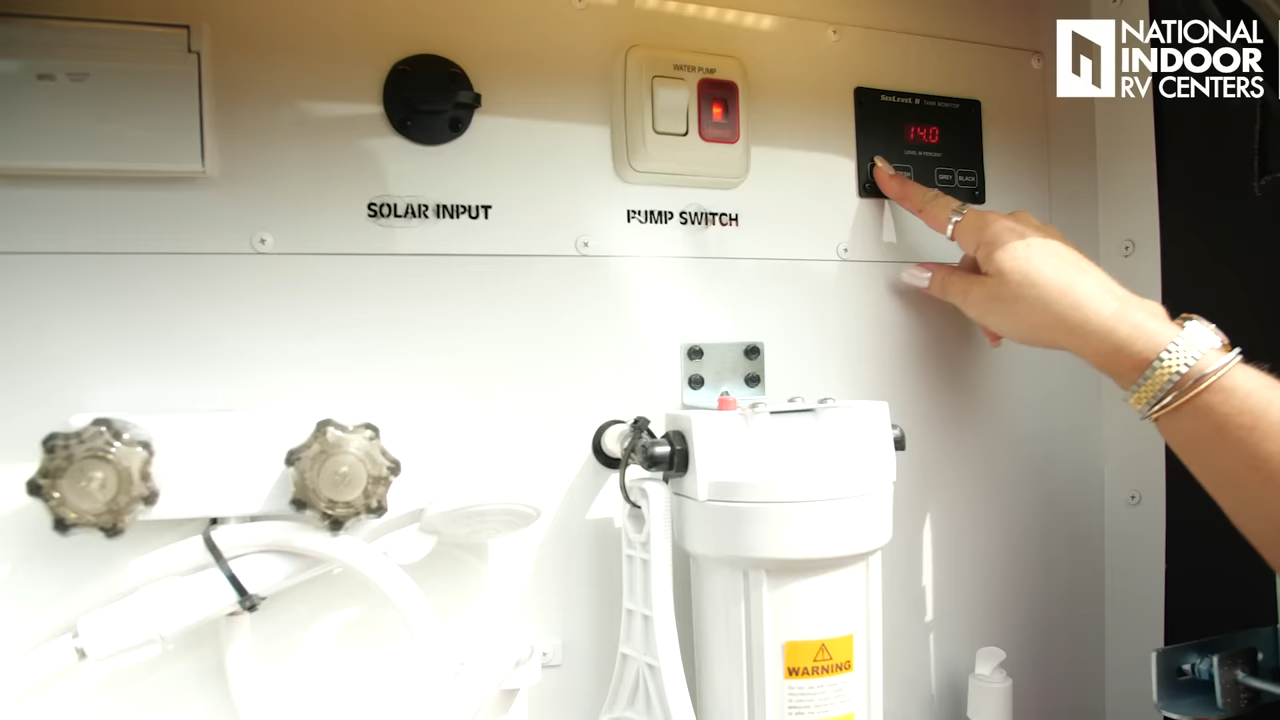 NATIONAL
INDOOR
RV CENTERS
WATER PUMP
SeeLeveL II TANK MONITOR
14.0
LEVEL IN PERCENT
GREY BLACK
SOLAR INPUT
PUMP SWITCH
WARNING